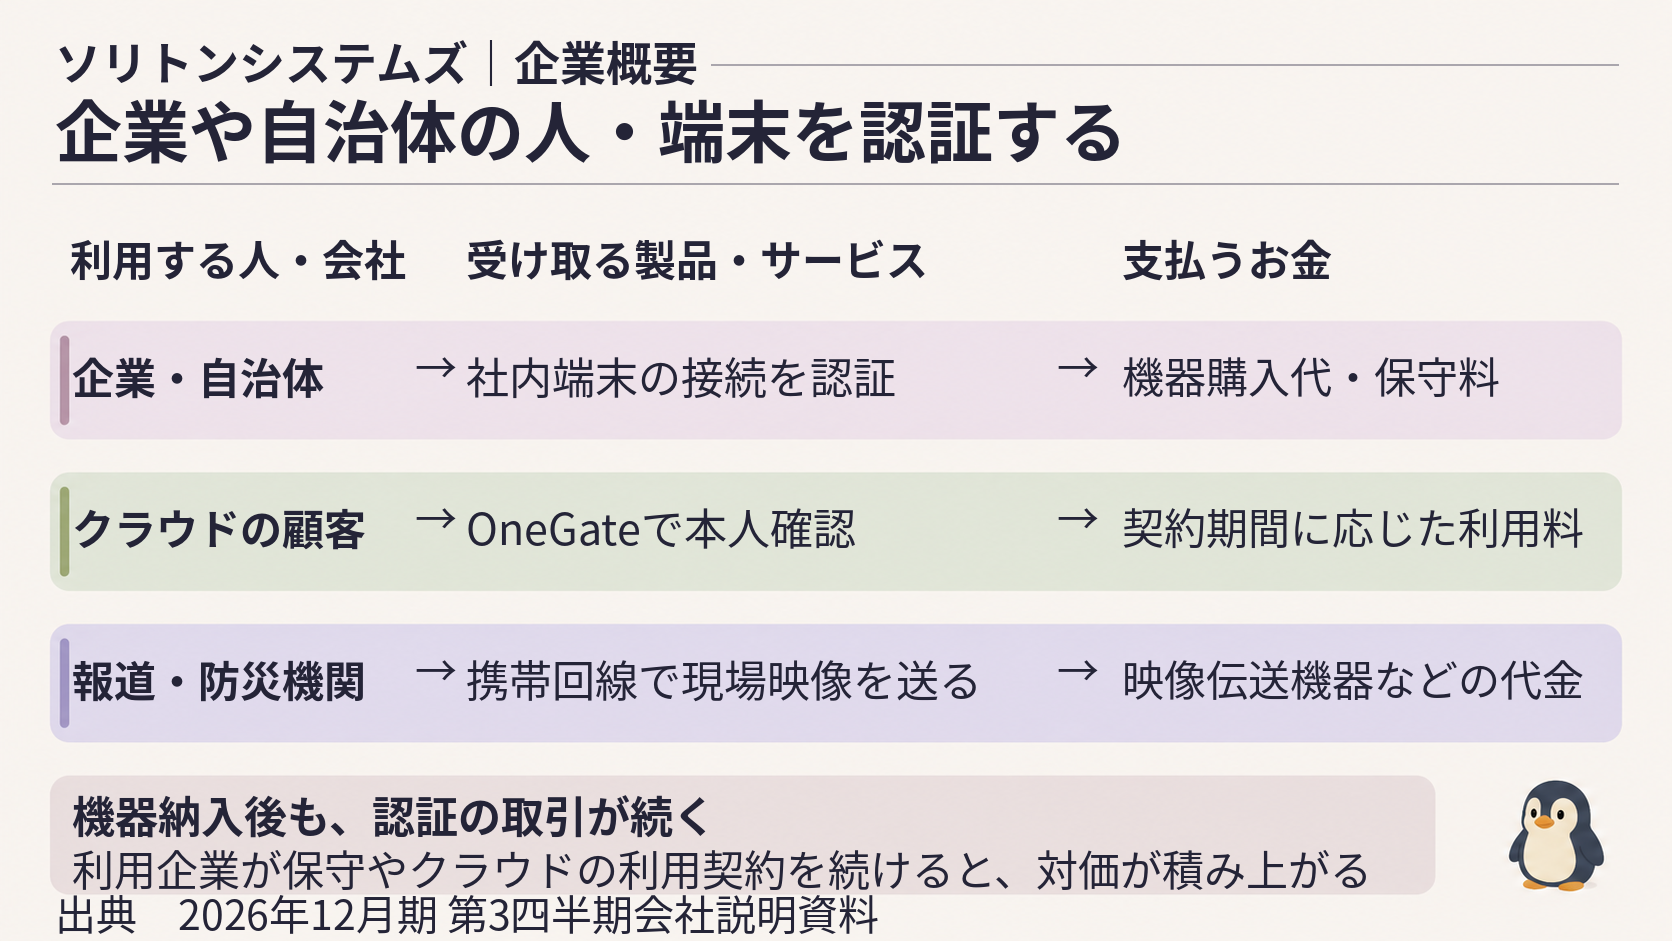 ソリトンシステムズ｜企業概要
企業や自治体の人・端末を認証する
利用する人・会社 受け取る製品・サービス 支払うお金
企業・自治体 → 社内端末の接続を認証 → 機器購入代・保守料
クラウドの顧客 → OneGateで本人確認 → 契約期間に応じた利用料
報道・防災機関 → 携帯回線で現場映像を送る → 映像伝送機器などの代金
機器納入後も、認証の取引が続く
利用企業が保守やクラウドの利用契約を続けると、対価が積み上がる
出典　2026年12月期 第3四半期会社説明資料